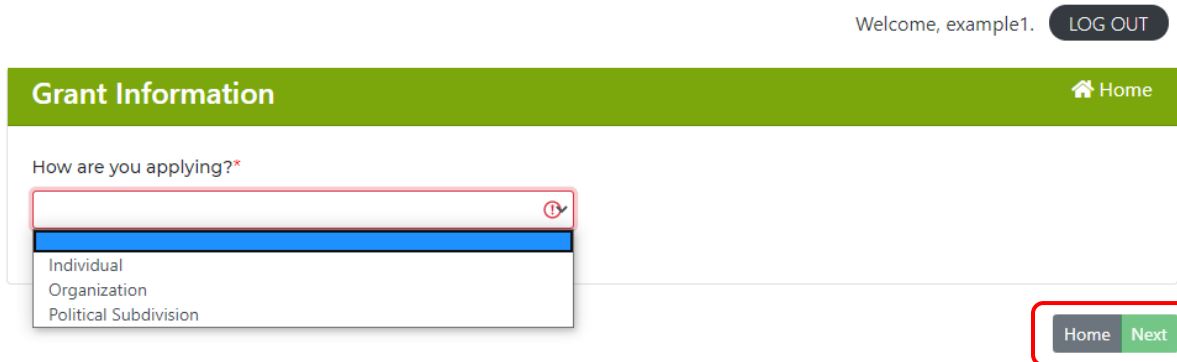 Welcome, example1. LOG OUT
Grant Information Home
How are you applying?*
Individual
Organization
Political Subdivision
Home Next